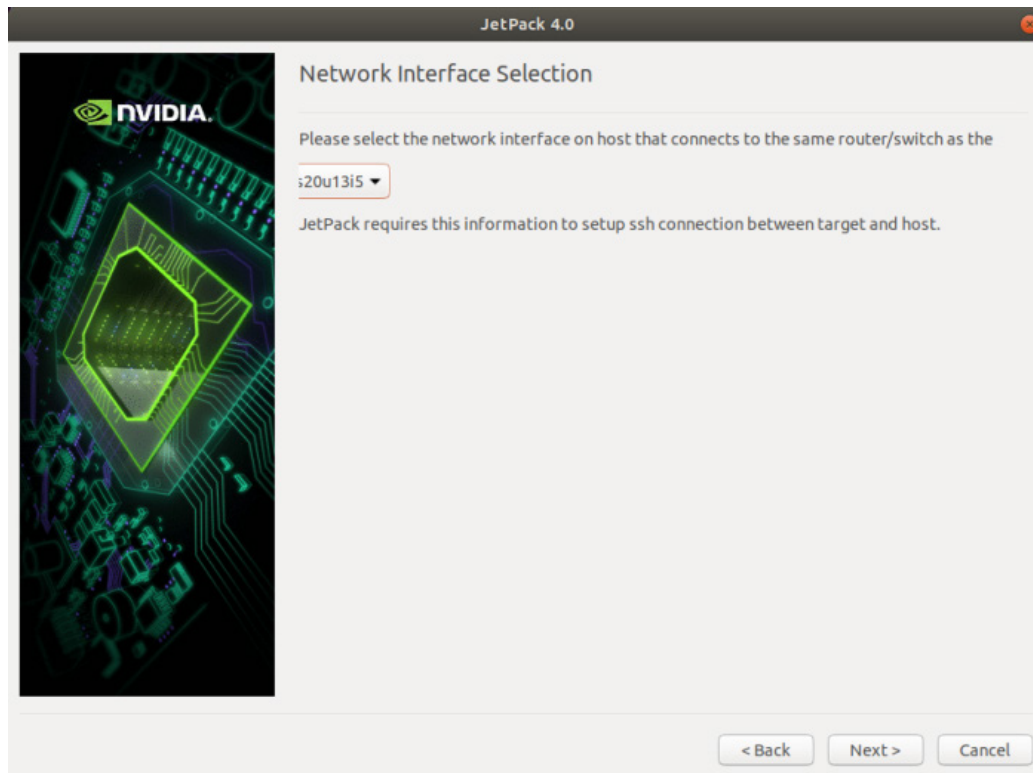 JetPack 4.0
NVIDIA.
Network Interface Selection
Please select the network interface on host that connects to the same router/switch as the
s20u13i5
JetPack requires this information to setup ssh connection between target and host.
< Back
Next >
Cancel